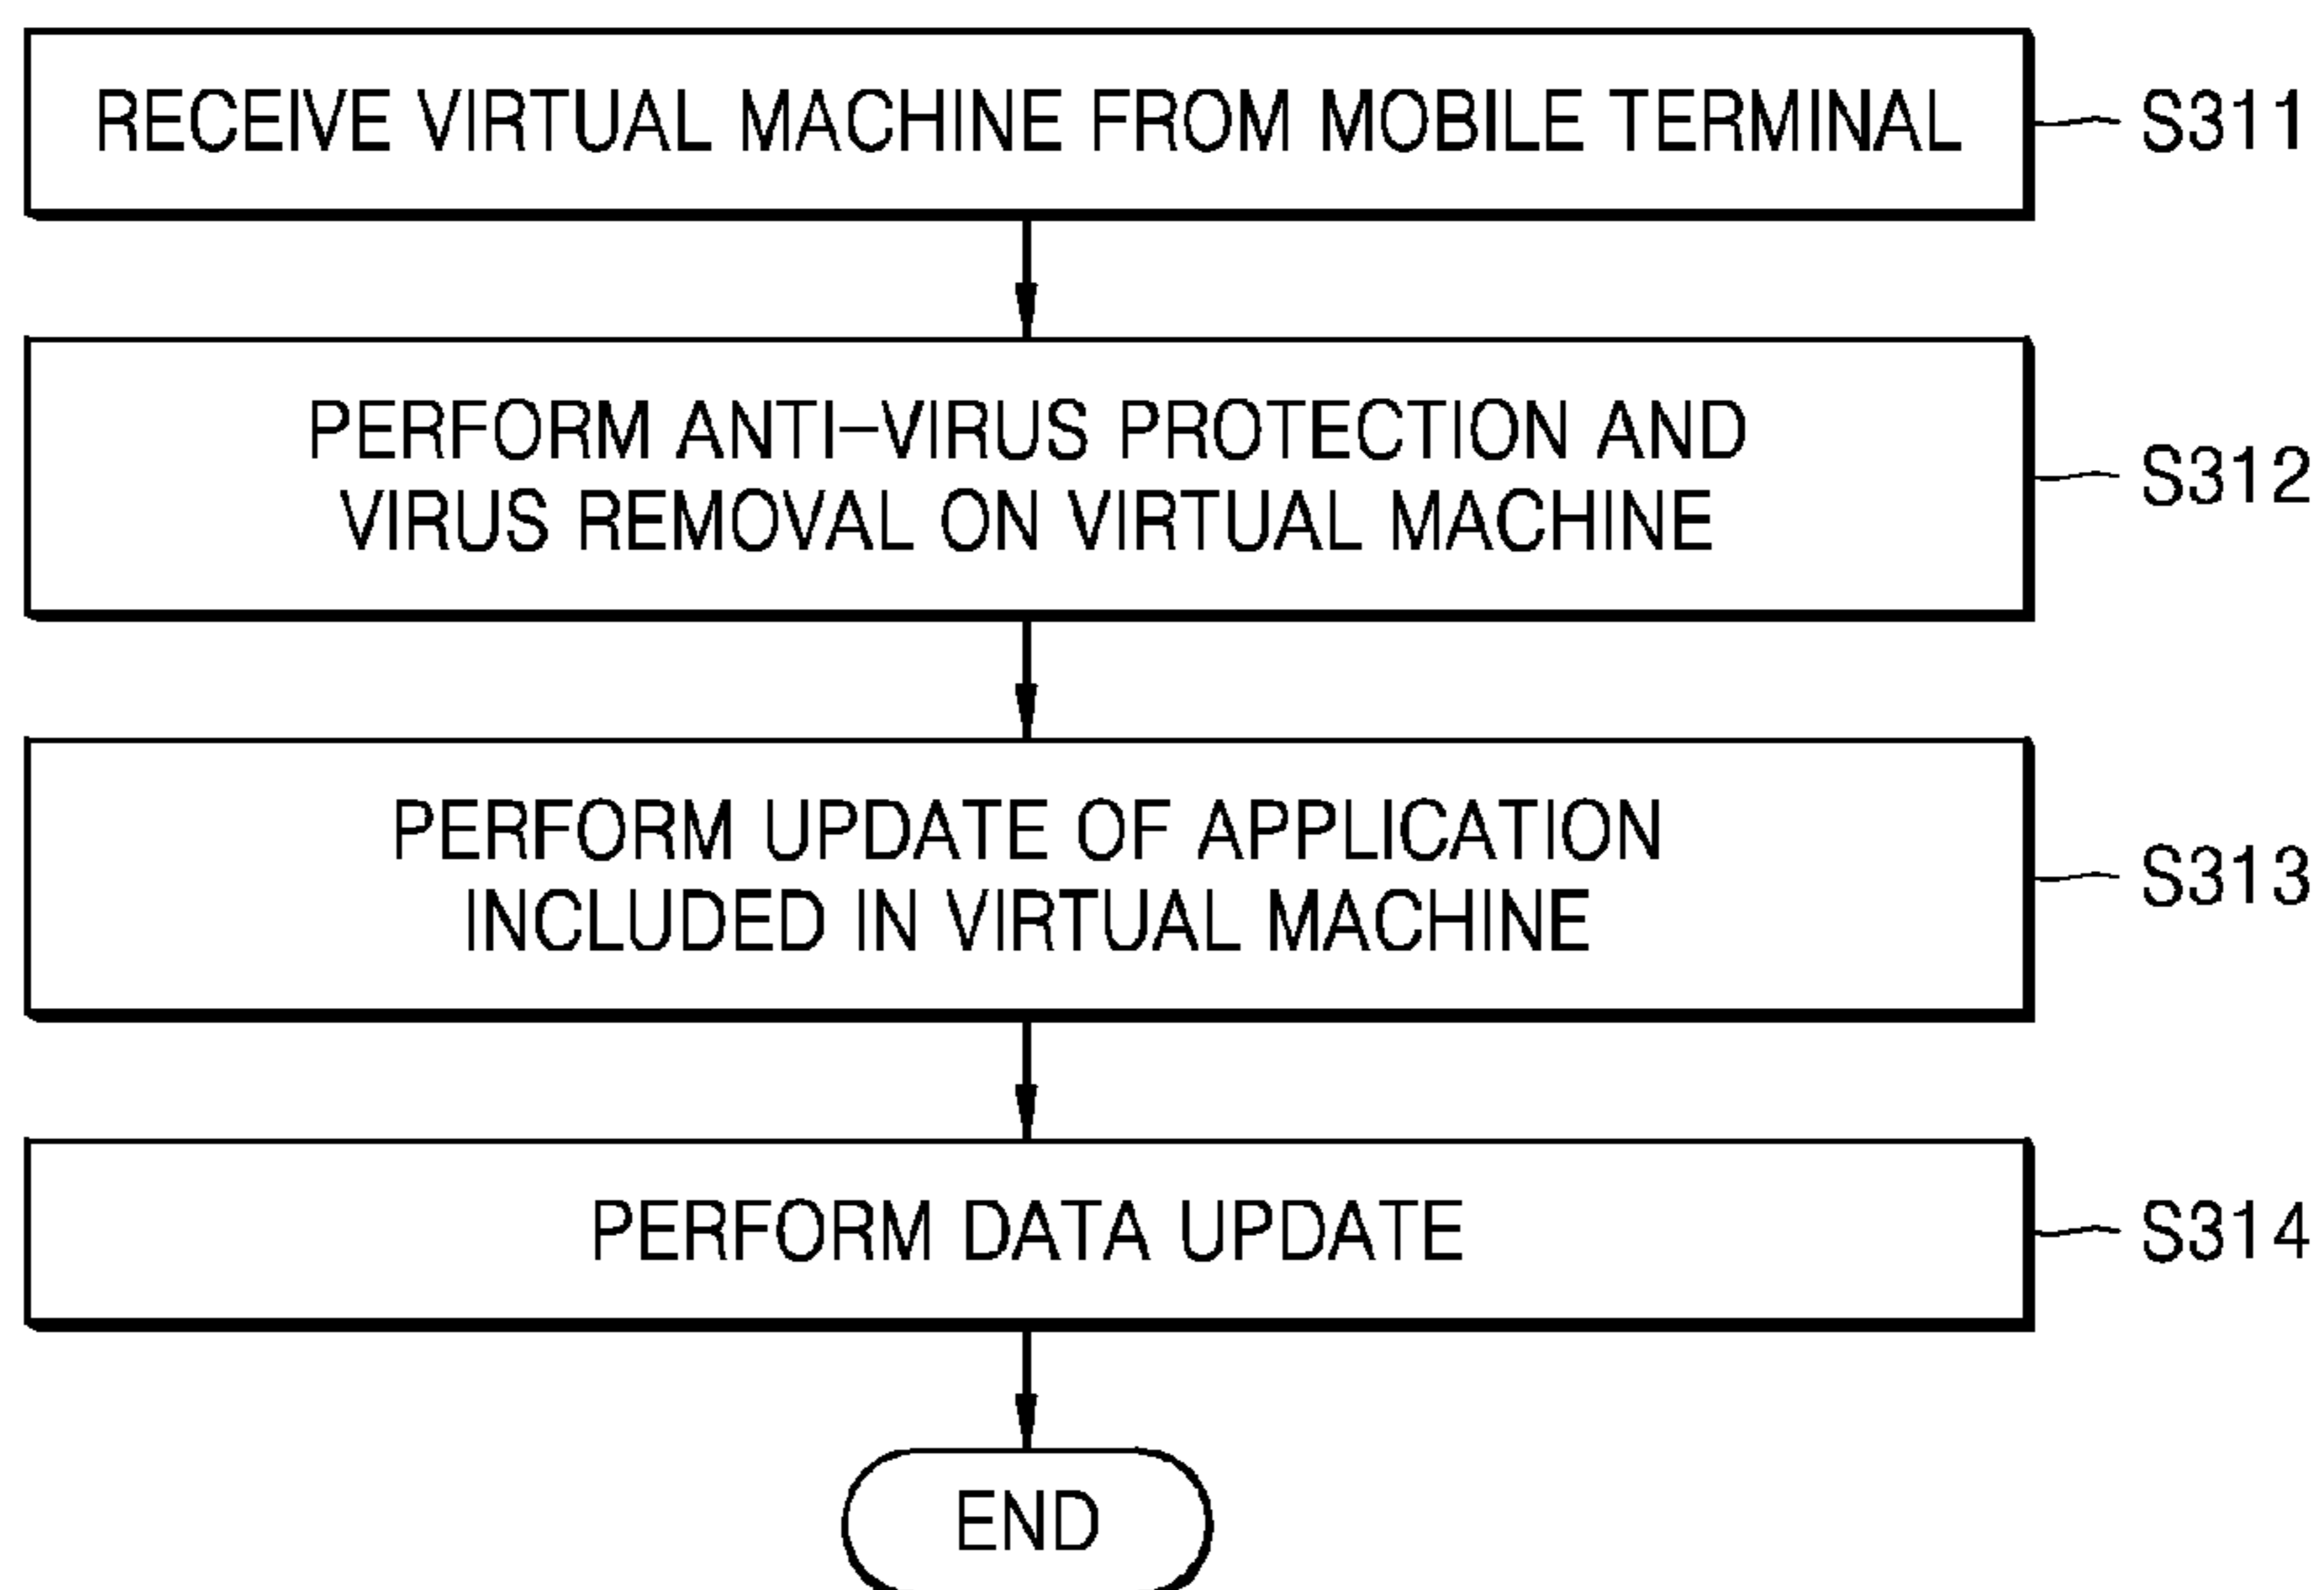 RECEIVE VIRTUAL MACHINE FROM MOBILE TERMINAL
S311
PERFORM ANTI-VIRUS PROTECTION AND
VIRUS REMOVAL ON VIRTUAL MACHINE
S312
PERFORM UPDATE OF APPLICATION
INCLUDED IN VIRTUAL MACHINE
S313
PERFORM DATA UPDATE
S314
END